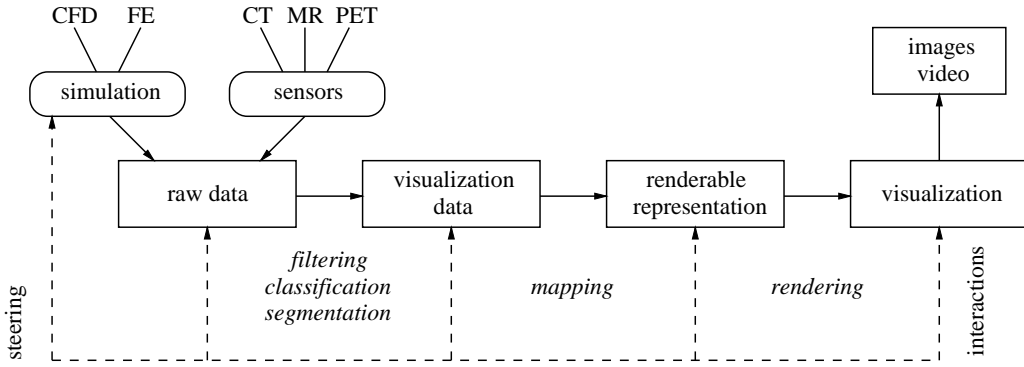 CFD FE CT MR PET
simulation
sensors
images
video
raw data
visualization
data
renderable
representation
visualization
filtering
classification
segmentation
mapping
rendering
steering
interactions